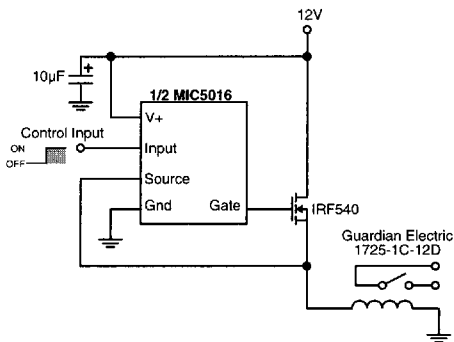 12V
10µF
+
1/2 MIC5016
V+
Control Input
ON
OFF
Input
Source
Gnd
Gate
IRF540
Guardian Electric
1725-1C-12D